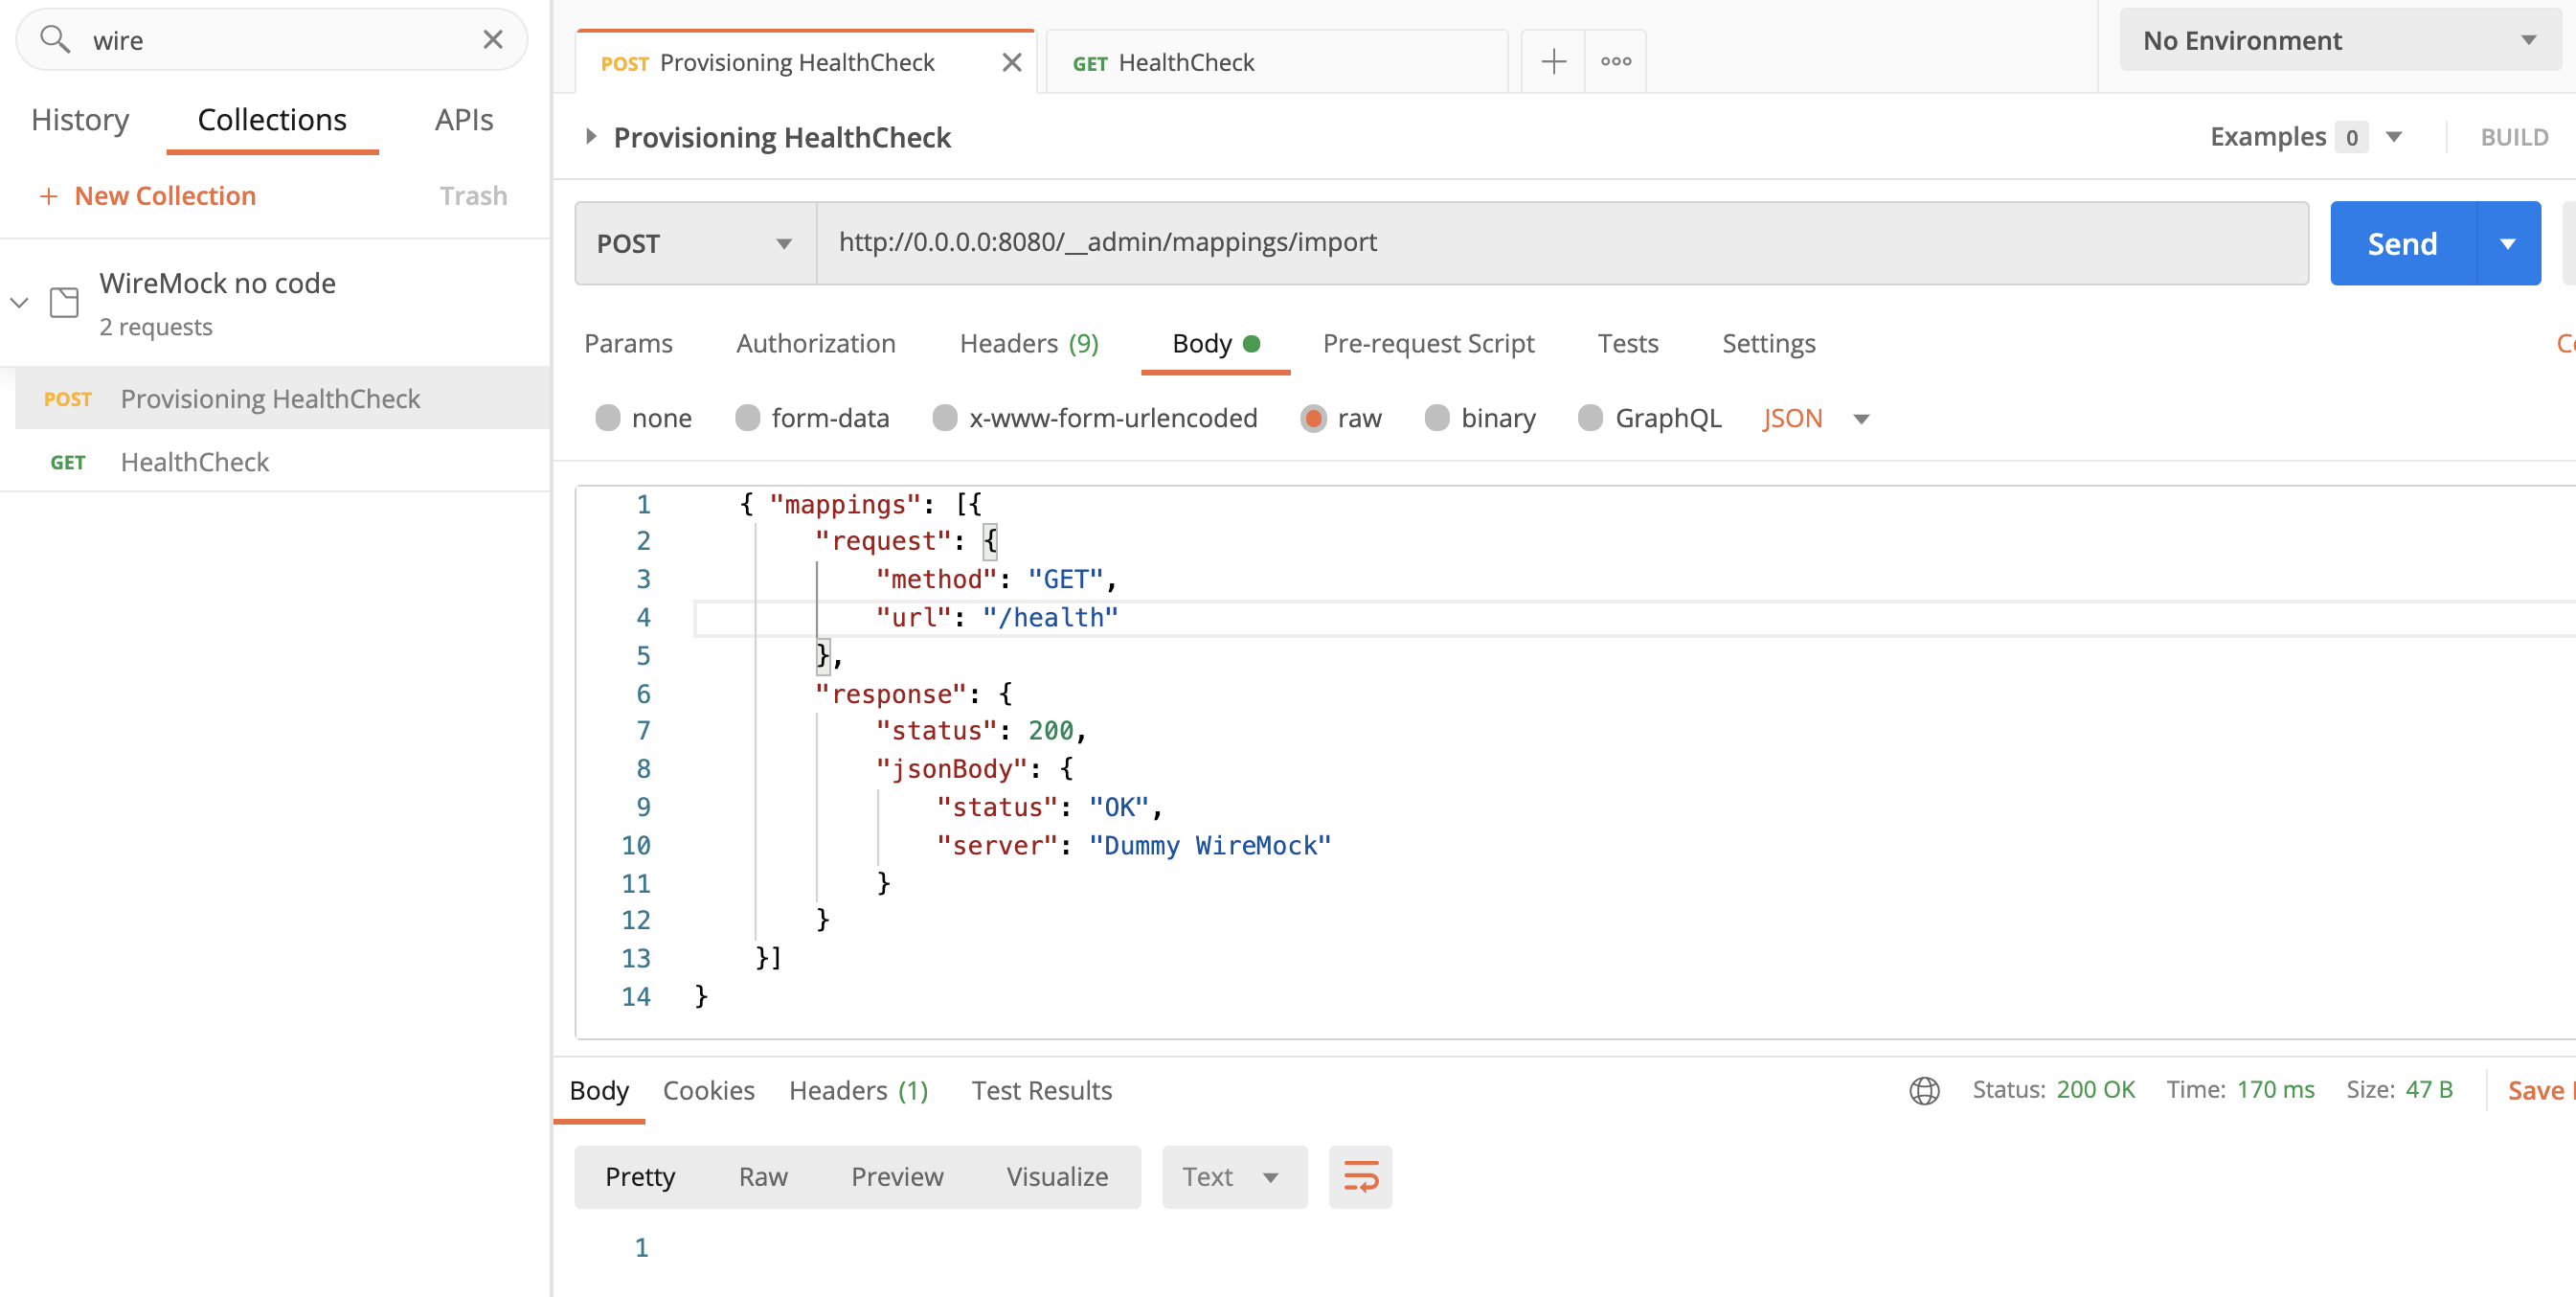 wire
History Collections APIs
+ New Collection Trash
WireMock no code
2 requests
POST Provisioning HealthCheck
GET HealthCheck
POST Provisioning HealthCheck
GET HealthCheck
No Environment
Provisioning HealthCheck
Examples 0
BUILD
POST
http://0.0.0.0:8080/__admin/mappings/import
Send
Params Authorization Headers (9) Body Pre-request Script Tests Settings
none form-data x-www-form-urlencoded raw binary GraphQL JSON
1 { "mappings": [{
2 "request": {
3 "method": "GET",
4 "url": "/health"
5 },
6 "response": {
7 "status": 200,
8 "jsonBody": {
9 "status": "OK",
10 "server": "Dummy WireMock"
11 }
12 }
13 }]
14 }
Body Cookies Headers (1) Test Results
Status: 200 OK Time: 170 ms Size: 47 B Save
Pretty Raw Preview Visualize Text
1